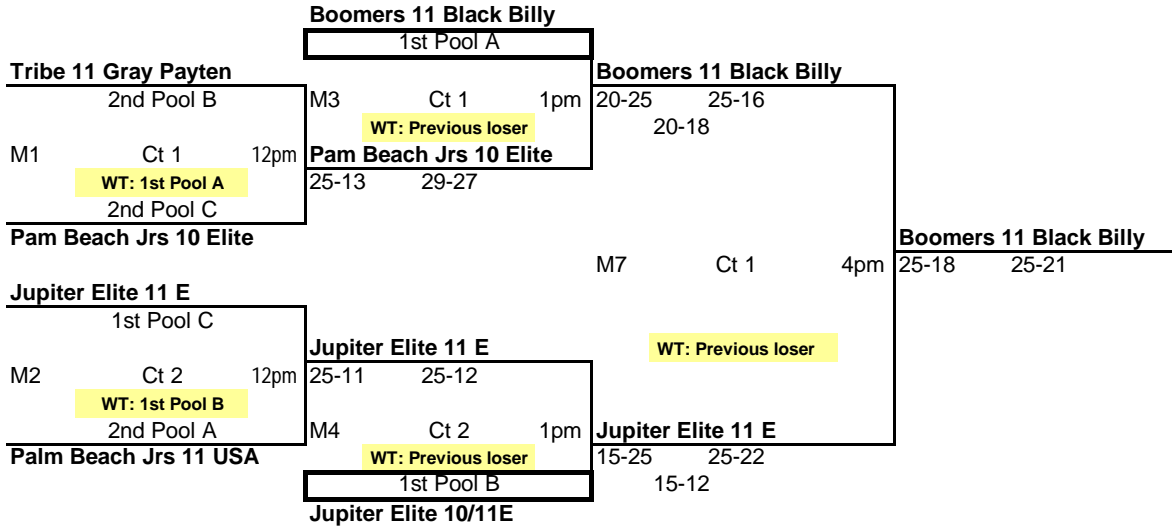 Boomers 11 Black Billy
1st Pool A
Tribe 11 Gray Payten Boomers 11 Black Billy
2nd Pool B M3 Ct 1 1pm 20-25 25-16
WT: Previous loser 20-18
M1 Ct 1 12pm Pam Beach Jrs 10 Elite
WT: 1st Pool A 25-13 29-27
2nd Pool C
Pam Beach Jrs 10 Elite Boomers 11 Black Billy
M7 Ct 1 4pm 25-18 25-21
Jupiter Elite 11 E
1st Pool C
Jupiter Elite 11 E WT: Previous loser
M2 Ct 2 12pm 25-11 25-12
WT: 1st Pool B
2nd Pool A M4 Ct 2 1pm Jupiter Elite 11 E
Palm Beach Jrs 11 USA WT: Previous loser 15-25 25-22
1st Pool B 15-12
Jupiter Elite 10/11E